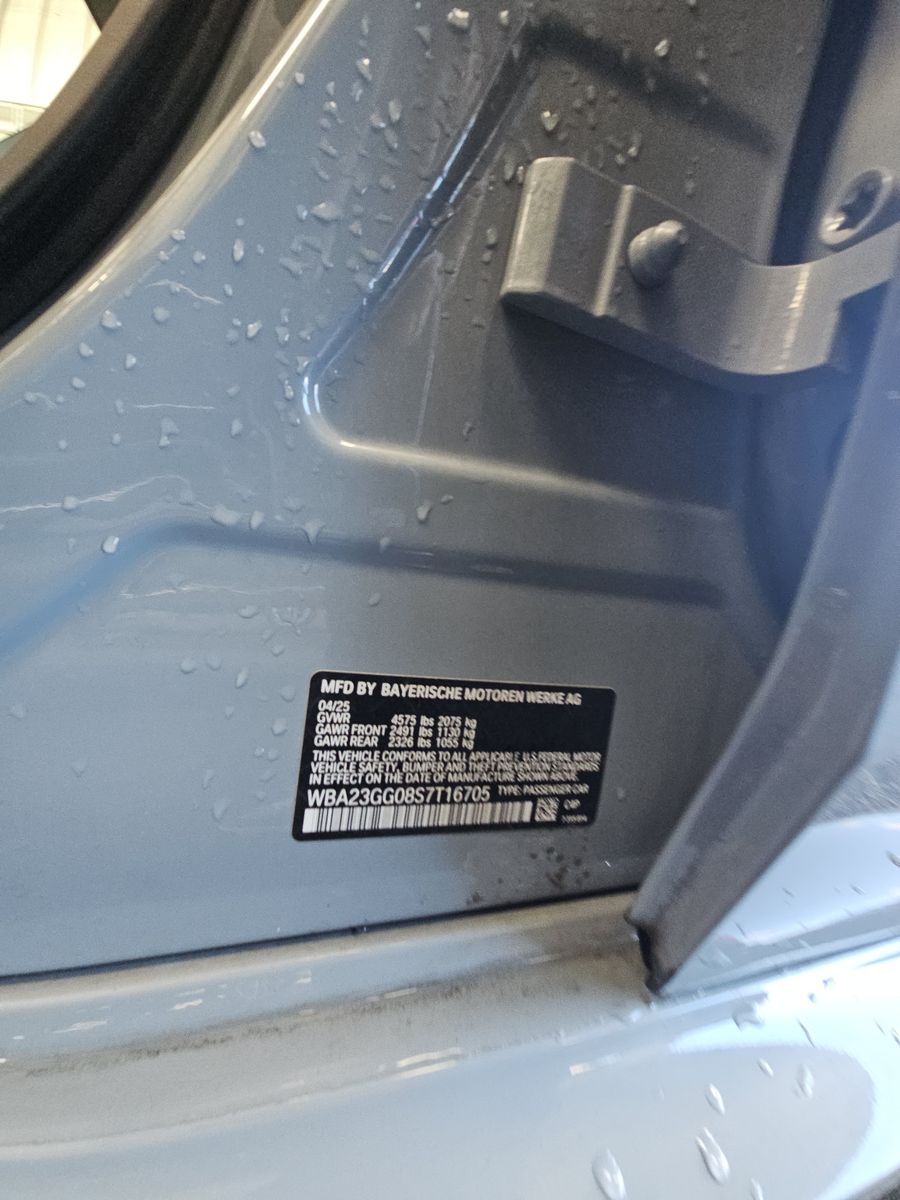 MFD BY BAYERISCHE MOTOREN WERKE AG
04/25
GVWR 4575 lbs 2075 kg
GAWR FRONT 2491 lbs 1130 kg
GAWR REAR 2326 lbs 1055 kg
THIS VEHICLE CONFORMS TO ALL APPLICABLE U.S.FEDERAL MOTOR
VEHICLE SAFETY, BUMPER AND THEFT PREVENTION STANDARDS
IN EFFECT ON THE DATE OF MANUFACTURE SHOWN ABOVE.
WBA23GG08S7T16705 TYPE: PASSENGER CAR
C4P